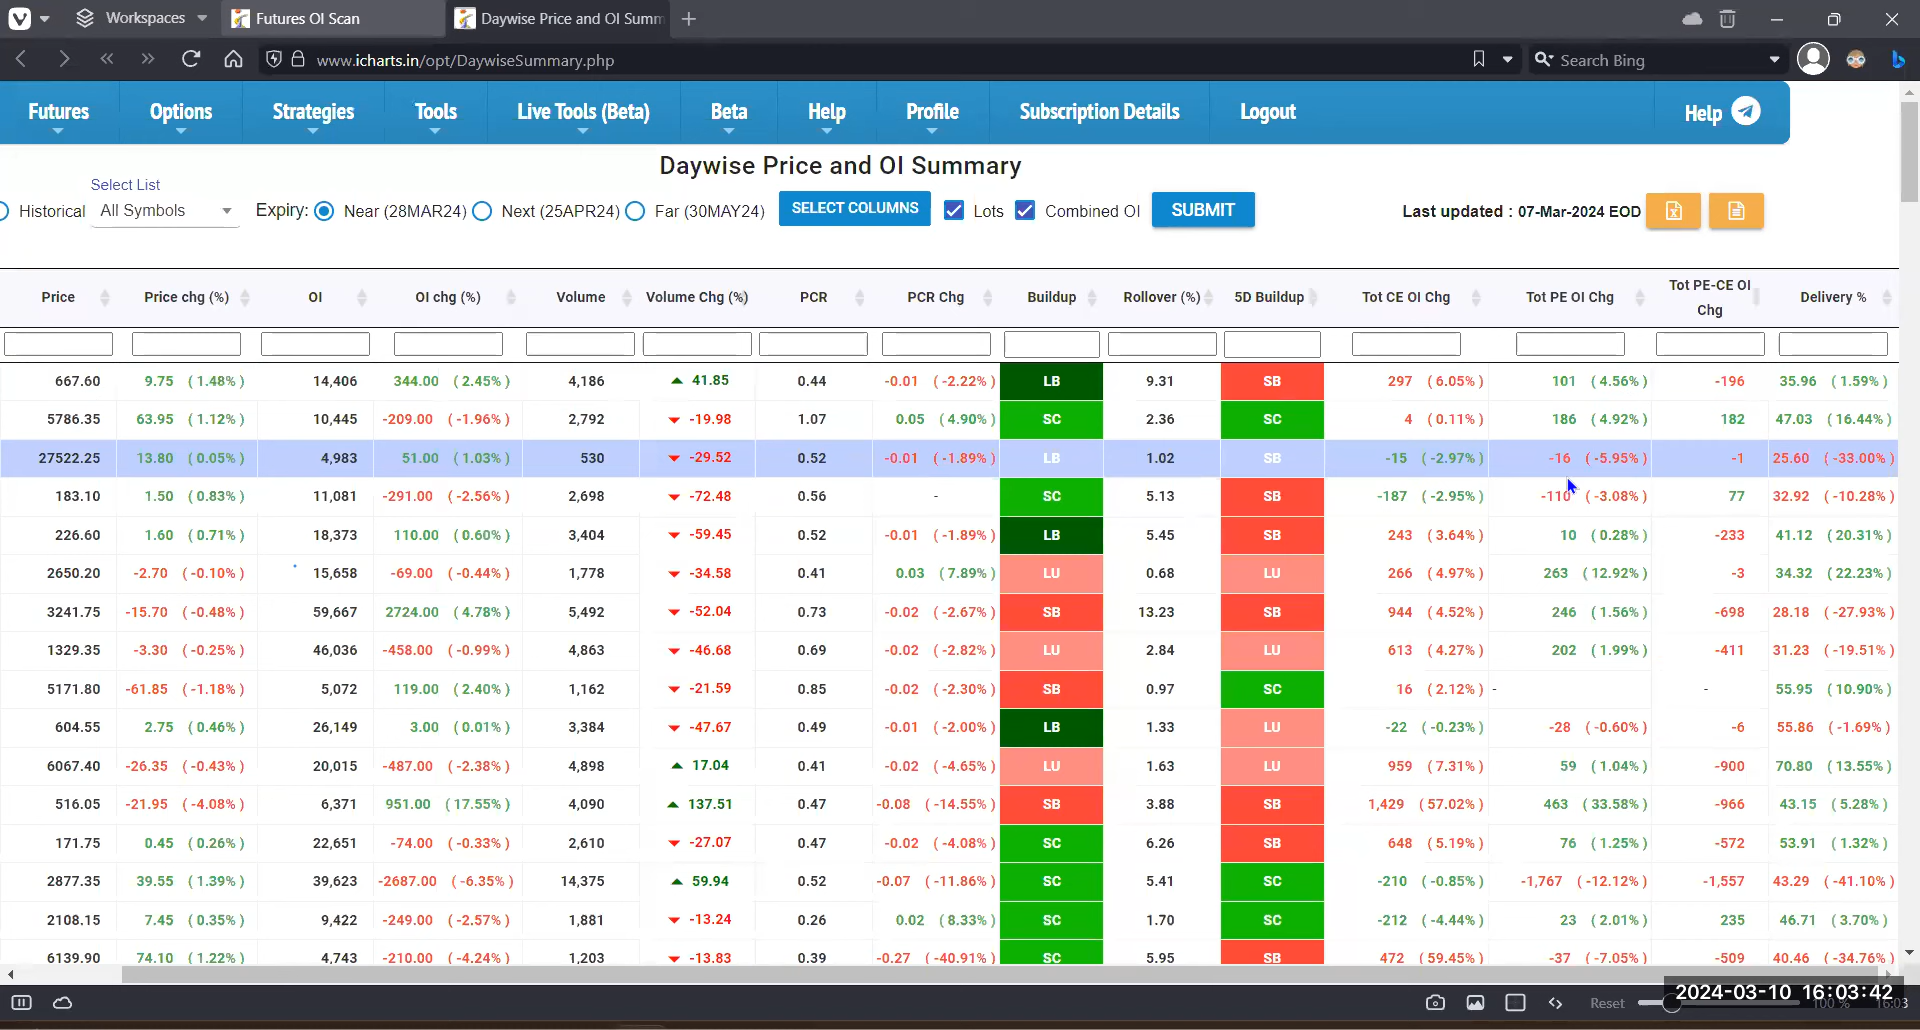 Workspaces
Futures OI Scan
Daywise Price and OI Summ
www.icharts.in/opt/DaywiseSummary.php
Search Bing
Futures Options Strategies Tools Live Tools (Beta) Beta Help Profile Subscription Details Logout Help
Daywise Price and OI Summary
Select List
Historical All Symbols Expiry: Near (28MAR24) Next (25APR24) Far (30MAY24) SELECT COLUMNS Lots Combined OI SUBMIT Last updated : 07-Mar-2024 EOD
Price Price chg (%) OI OI chg (%) Volume Volume Chg (%) PCR PCR Chg Buildup Rollover (%) 5D Buildup Tot CE OI Chg Tot PE OI Chg Tot PE-CE OI Chg Delivery %
667.60 9.75 (1.48%) 14,406 344.00 (2.45%) 4,186 41.85 0.44 -0.01 (-2.22%) LB 9.31 SB 297 (6.05%) 101 (4.56%) -196 35.96 (1.59%)
5786.35 63.95 (1.12%) 10,445 -209.00 (-1.96%) 2,792 -19.98 1.07 0.05 (4.90%) SC 2.36 SC 4 (0.11%) 186 (4.92%) 182 47.03 (16.44%)
27522.25 13.80 (0.05%) 4,983 51.00 (1.03%) 530 -29.52 0.52 -0.01 (-1.89%) LB 1.02 SB -15 (-2.97%) -16 (-5.95%) -1 25.60 (-33.00%)
183.10 1.50 (0.83%) 11,081 -291.00 (-2.56%) 2,698 -72.48 0.56 - SC 5.13 SB -187 (-2.95%) -110 (-3.08%) 77 32.92 (-10.28%)
226.60 1.60 (0.71%) 18,373 110.00 (0.60%) 3,404 -59.45 0.52 -0.01 (-1.89%) LB 5.45 SB 243 (3.64%) 10 (0.28%) -233 41.12 (20.31%)
2650.20 -2.70 (-0.10%) 15,658 -69.00 (-0.44%) 1,778 -34.58 0.41 0.03 (7.89%) LU 0.68 LU 266 (4.97%) 263 (12.92%) -3 34.32 (22.23%)
3241.75 -15.70 (-0.48%) 59,667 2724.00 (4.78%) 5,492 -52.04 0.73 -0.02 (-2.67%) SB 13.23 SB 944 (4.52%) 246 (1.56%) -698 28.18 (-27.93%)
1329.35 -3.30 (-0.25%) 46,036 -458.00 (-0.99%) 4,863 -46.68 0.69 -0.02 (-2.82%) LU 2.84 LU 613 (4.27%) 202 (1.99%) -411 31.23 (-19.51%)
5171.80 -61.85 (-1.18%) 5,072 119.00 (2.40%) 1,162 -21.59 0.85 -0.02 (-2.30%) SB 0.97 SC 16 (2.12%) - - 55.95 (10.90%)
604.55 2.75 (0.46%) 26,149 3.00 (0.01%) 3,384 -47.67 0.49 -0.01 (-2.00%) LB 1.33 LU -22 (-0.23%) -28 (-0.60%) -6 55.86 (-1.69%)
6067.40 -26.35 (-0.43%) 20,015 -487.00 (-2.38%) 4,898 17.04 0.41 -0.02 (-4.65%) LU 1.63 LU 959 (7.31%) 59 (1.04%) -900 70.80 (13.55%)
516.05 -21.95 (-4.08%) 6,371 951.00 (17.55%) 4,090 137.51 0.47 -0.08 (-14.55%) SB 3.88 SB 1,429 (57.02%) 463 (33.58%) -966 43.15 (5.28%)
171.75 0.45 (0.26%) 22,651 -74.00 (-0.33%) 2,610 -27.07 0.47 -0.02 (-4.08%) SC 6.26 SB 648 (5.19%) 76 (1.25%) -572 53.91 (1.32%)
2877.35 39.55 (1.39%) 39,623 -2687.00 (-6.35%) 14,375 59.94 0.52 -0.07 (-11.86%) SC 5.41 SC -210 (-0.85%) -1,767 (-12.12%) -1,557 43.29 (-41.10%)
2108.15 7.45 (0.35%) 9,422 -249.00 (-2.57%) 1,881 -13.24 0.26 0.02 (8.33%) SC 1.70 SC -212 (-4.44%) 23 (2.01%) 235 46.71 (3.70%)
6139.90 74.10 (1.22%) 4,743 -210.00 (-4.24%) 1,203 -13.83 0.39 -0.27 (-40.91%) SC 5.95 SB 472 (59.45%) -37 (-7.05%) -509 40.46 (-34.76%)
2024-03-10 16:03:42
Reset 100 % 16:03